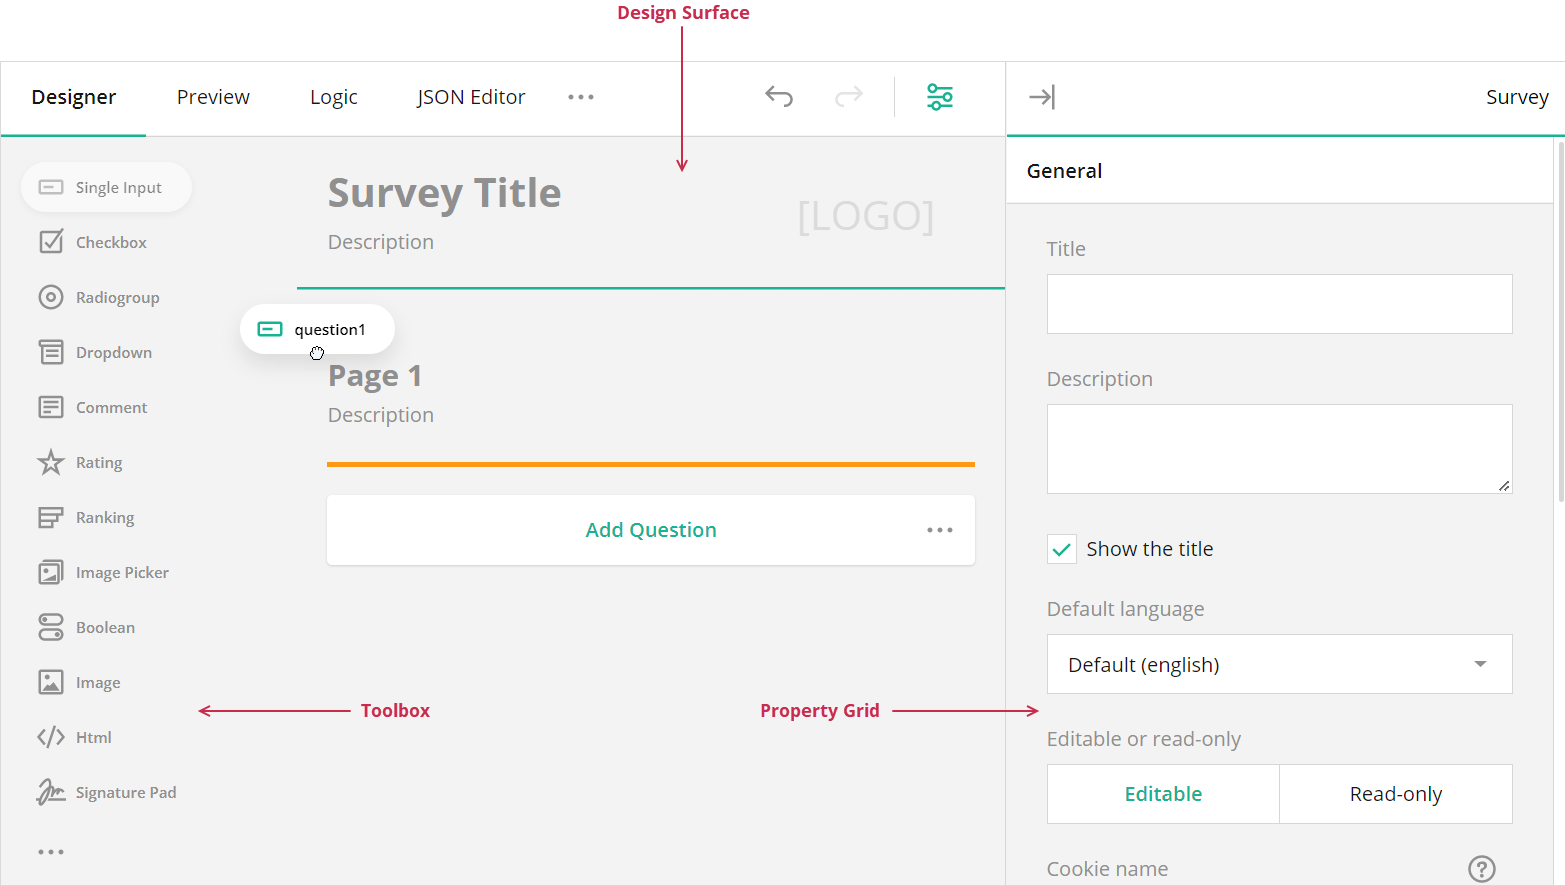 Design Surface
Designer
Preview
Logic
JSON Editor
Survey
Single Input
Checkbox
Radiogroup
Dropdown
Comment
Rating
Ranking
Image Picker
Boolean
Image
Html
Signature Pad
Toolbox
Survey Title
Description
[LOGO]
question1
Page 1
Description
Add Question
Property Grid
General
Title
Description
Show the title
Default language
Default (english)
Editable or read-only
Editable
Read-only
Cookie name
?